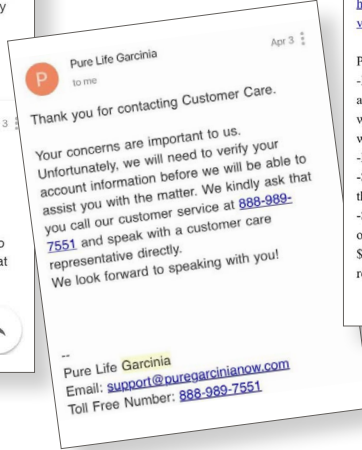 y
3
o
at
P
Pure Life Garcinia
Apr 3
to me
Thank you for contacting Customer Care.
Your concerns are important to us.
Unfortunately, we will need to verify your
account information before we will be able to
assist you with the matter. We kindly ask that
you call our customer service at 888-989-
7551 and speak with a customer care
representative directly.
We look forward to speaking with you!
--
Pure Life Garcinia
Email: support@puregarcinianow.com
Toll Free Number: 888-989-7551